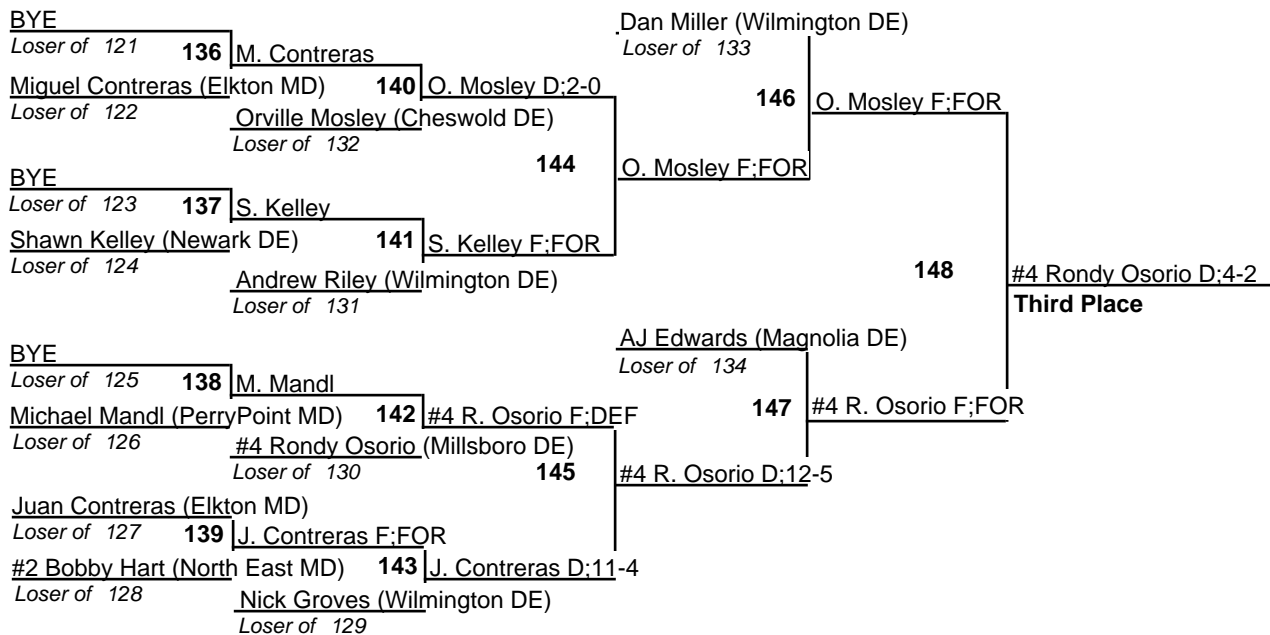 BYE
Loser of 121
136
M. Contreras
Miguel Contreras (Elkton MD)
Loser of 122
140
O. Mosley D;2-0
Orville Mosley (Cheswold DE)
Loser of 132
144
O. Mosley F;FOR
BYE
Loser of 123
137
S. Kelley
Shawn Kelley (Newark DE)
Loser of 124
141
S. Kelley F;FOR
Andrew Riley (Wilmington DE)
Loser of 131
Dan Miller (Wilmington DE)
Loser of 133
146
O. Mosley F;FOR
148
#4 Rondy Osorio D;4-2
Third Place
BYE
Loser of 125
138
M. Mandl
Michael Mandl (PerryPoint MD)
Loser of 126
142
#4 R. Osorio F;DEF
#4 Rondy Osorio (Millsboro DE)
Loser of 130
145
#4 R. Osorio D;12-5
Juan Contreras (Elkton MD)
Loser of 127
139
J. Contreras F;FOR
#2 Bobby Hart (North East MD)
Loser of 128
143
J. Contreras D;11-4
Nick Groves (Wilmington DE)
Loser of 129
AJ Edwards (Magnolia DE)
Loser of 134
147
#4 R. Osorio F;FOR